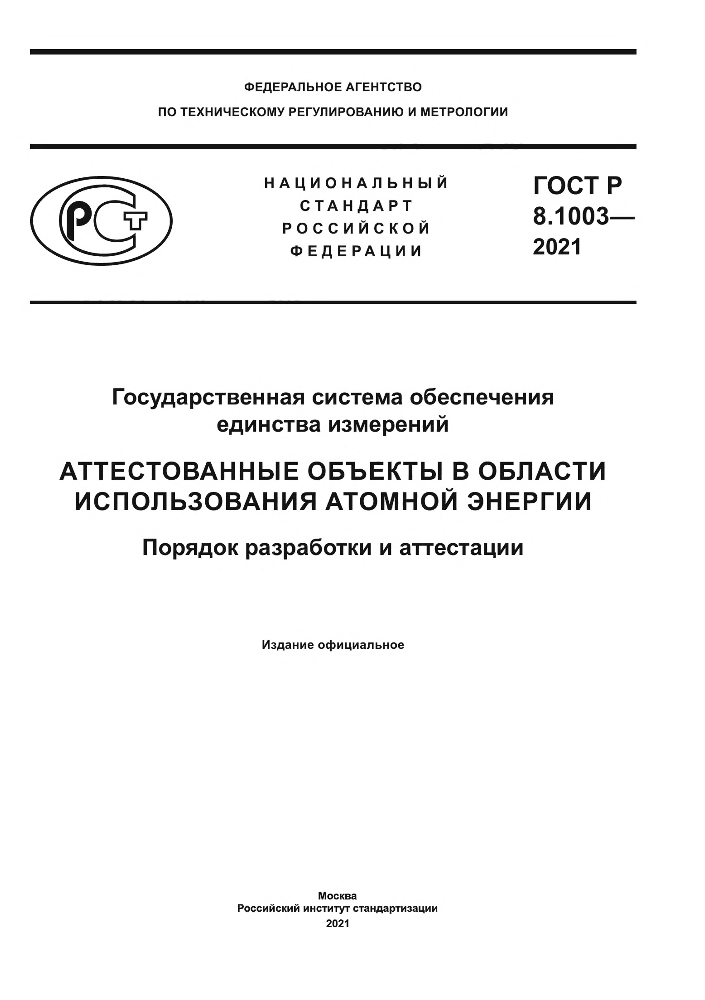 ФЕДЕРАЛЬНОЕ АГЕНТСТВО
ПО ТЕХНИЧЕСКОМУ РЕГУЛИРОВАНИЮ И МЕТРОЛОГИИ
РСТ
НАЦИОНАЛЬНЫЙ
СТАНДАРТ
РОССИЙСКОЙ
ФЕДЕРАЦИИ
ГОСТ Р
8.1003—
2021
Государственная система обеспечения
единства измерений
АТТЕСТОВАННЫЕ ОБЪЕКТЫ В ОБЛАСТИ
ИСПОЛЬЗОВАНИЯ АТОМНОЙ ЭНЕРГИИ
Порядок разработки и аттестации
Издание официальное
Москва
Российский институт стандартизации
2021